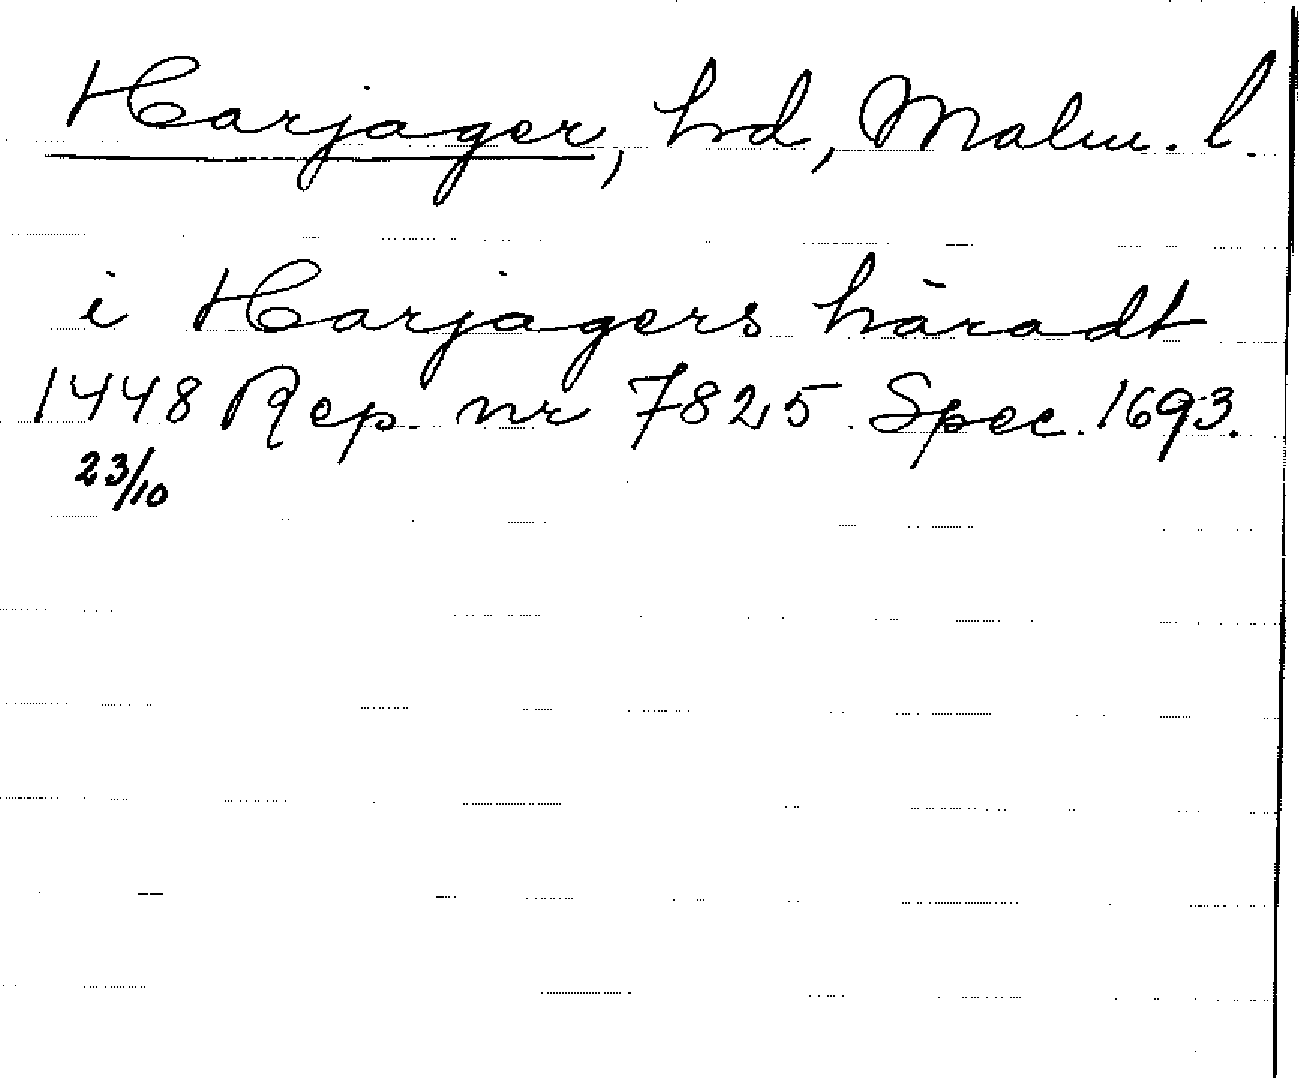 Harjager, hd, Malm. l.
i Harjagers häradt
1448 Rep. nr 7825 Spec. 1693.
23/10